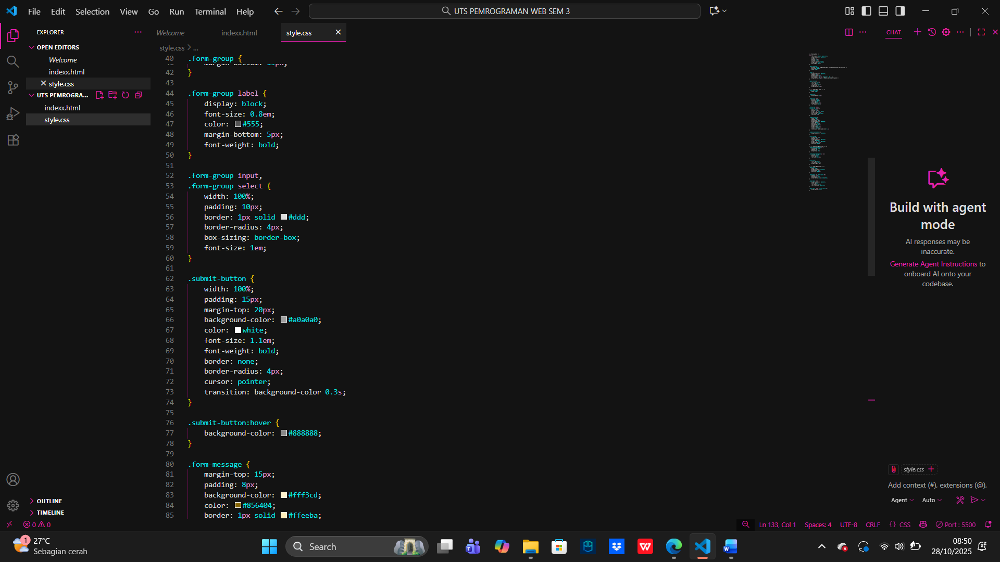 File Edit Selection View Go Run Terminal Help
UTS PEMROGRAMAN WEB SEM 3
EXPLORER
OPEN EDITORS
Welcome
indexx.html
style.css
UTS PEMROGRA...
indexx.html
style.css
OUTLINE
TIMELINE
Welcome indexx.html style.css
style.css > ...
40 .form-group {
42 }
43
44 .form-group label {
45 display: block;
46 font-size: 0.8em;
47 color: #555;
48 margin-bottom: 5px;
49 font-weight: bold;
50 }
51
52 .form-group input,
53 .form-group select {
54 width: 100%;
55 padding: 10px;
56 border: 1px solid #ddd;
57 border-radius: 4px;
58 box-sizing: border-box;
59 font-size: 1em;
60 }
61
62 .submit-button {
63 width: 100%;
64 padding: 15px;
65 margin-top: 20px;
66 background-color: #a0a0a0;
67 color: white;
68 font-size: 1.1em;
69 font-weight: bold;
70 border: none;
71 border-radius: 4px;
72 cursor: pointer;
73 transition: background-color 0.3s;
74 }
75
76 .submit-button:hover {
77 background-color: #888888;
78 }
79
80 .form-message {
81 margin-top: 15px;
82 padding: 8px;
83 background-color: #fff3cd;
84 color: #856404;
85 border: 1px solid #ffeeba;
CHAT
Build with agent
mode
AI responses may be
inaccurate.
Generate Agent Instructions to
onboard AI onto your
codebase.
style.css
Add context (#), extensions (@),
Agent Auto
0 0 Ln 133, Col 1 Spaces: 4 UTF-8 CRLF {} CSS Port : 5500
1
27°C
Sebagian cerah
Search
08:50
28/10/2025